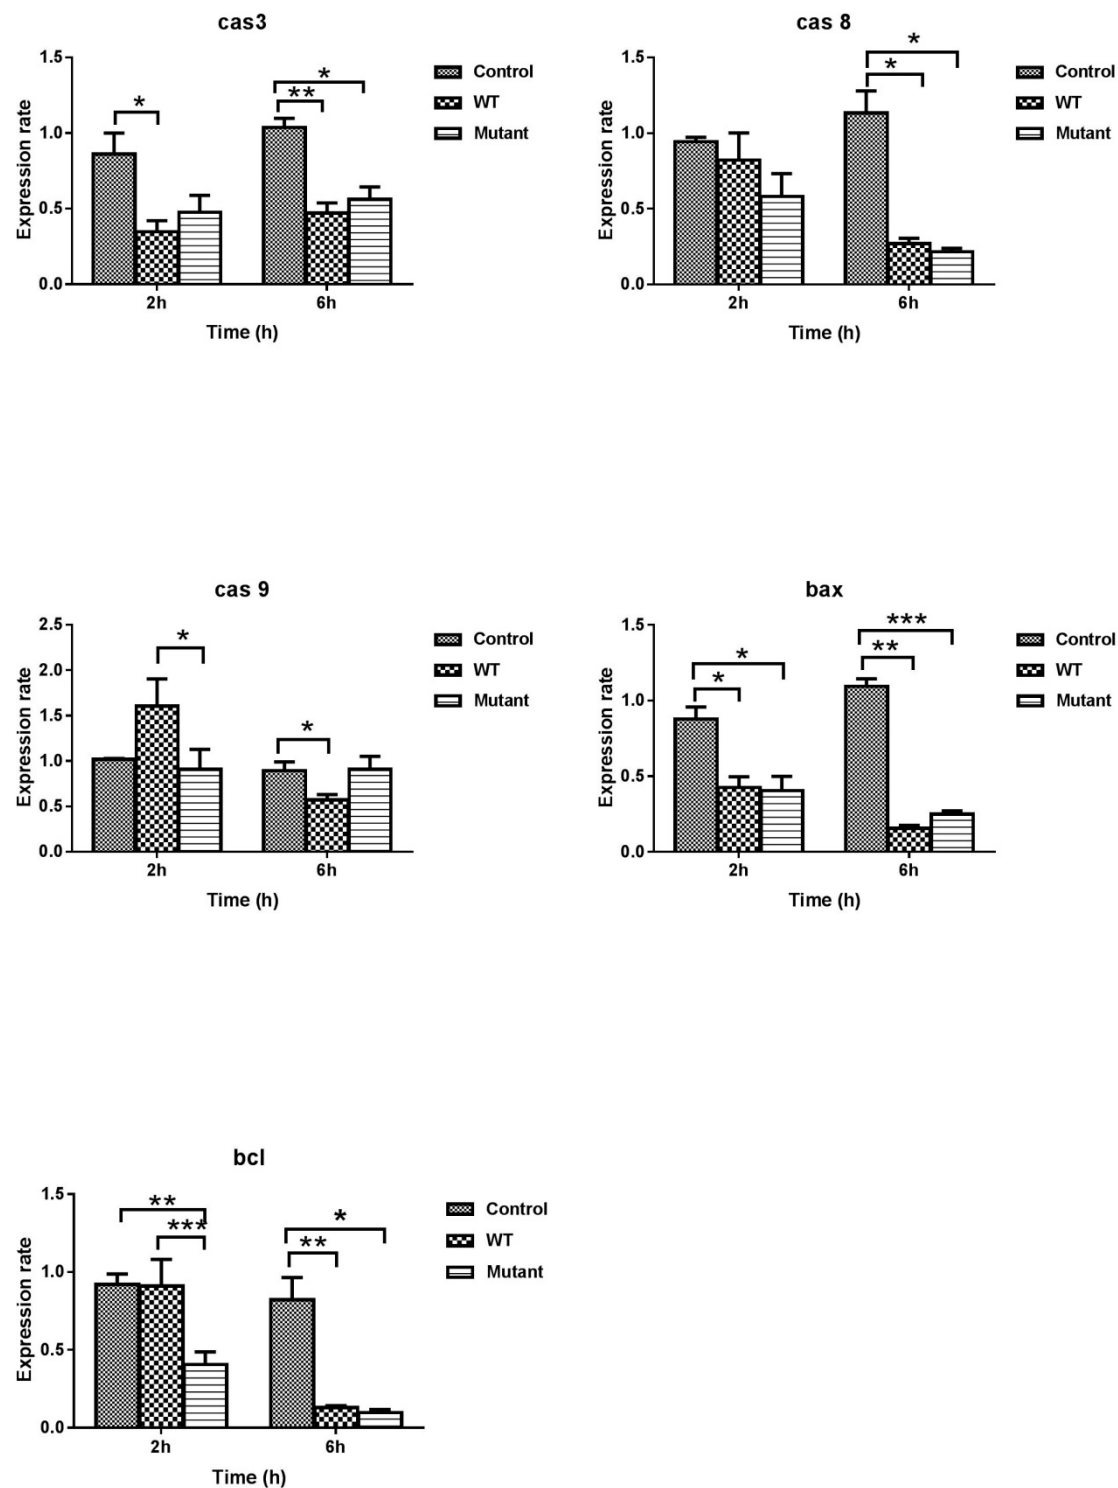 cas3
1.5
1.0
0.5
0.0
Expression rate
*
**
*
2h
6h
Time (h)
Control
WT
Mutant
cas 8
1.5
1.0
0.5
0.0
Expression rate
*
*
2h
6h
Time (h)
Control
WT
Mutant
cas 9
2.5
2.0
1.5
1.0
0.5
0.0
Expression rate
*
*
2h
6h
Time (h)
Control
WT
Mutant
bax
1.5
1.0
0.5
0.0
Expression rate
*
*
***
**
2h
6h
Time (h)
Control
WT
Mutant
bcl
1.5
1.0
0.5
0.0
Expression rate
**
***
*
**
2h
6h
Time (h)
Control
WT
Mutant